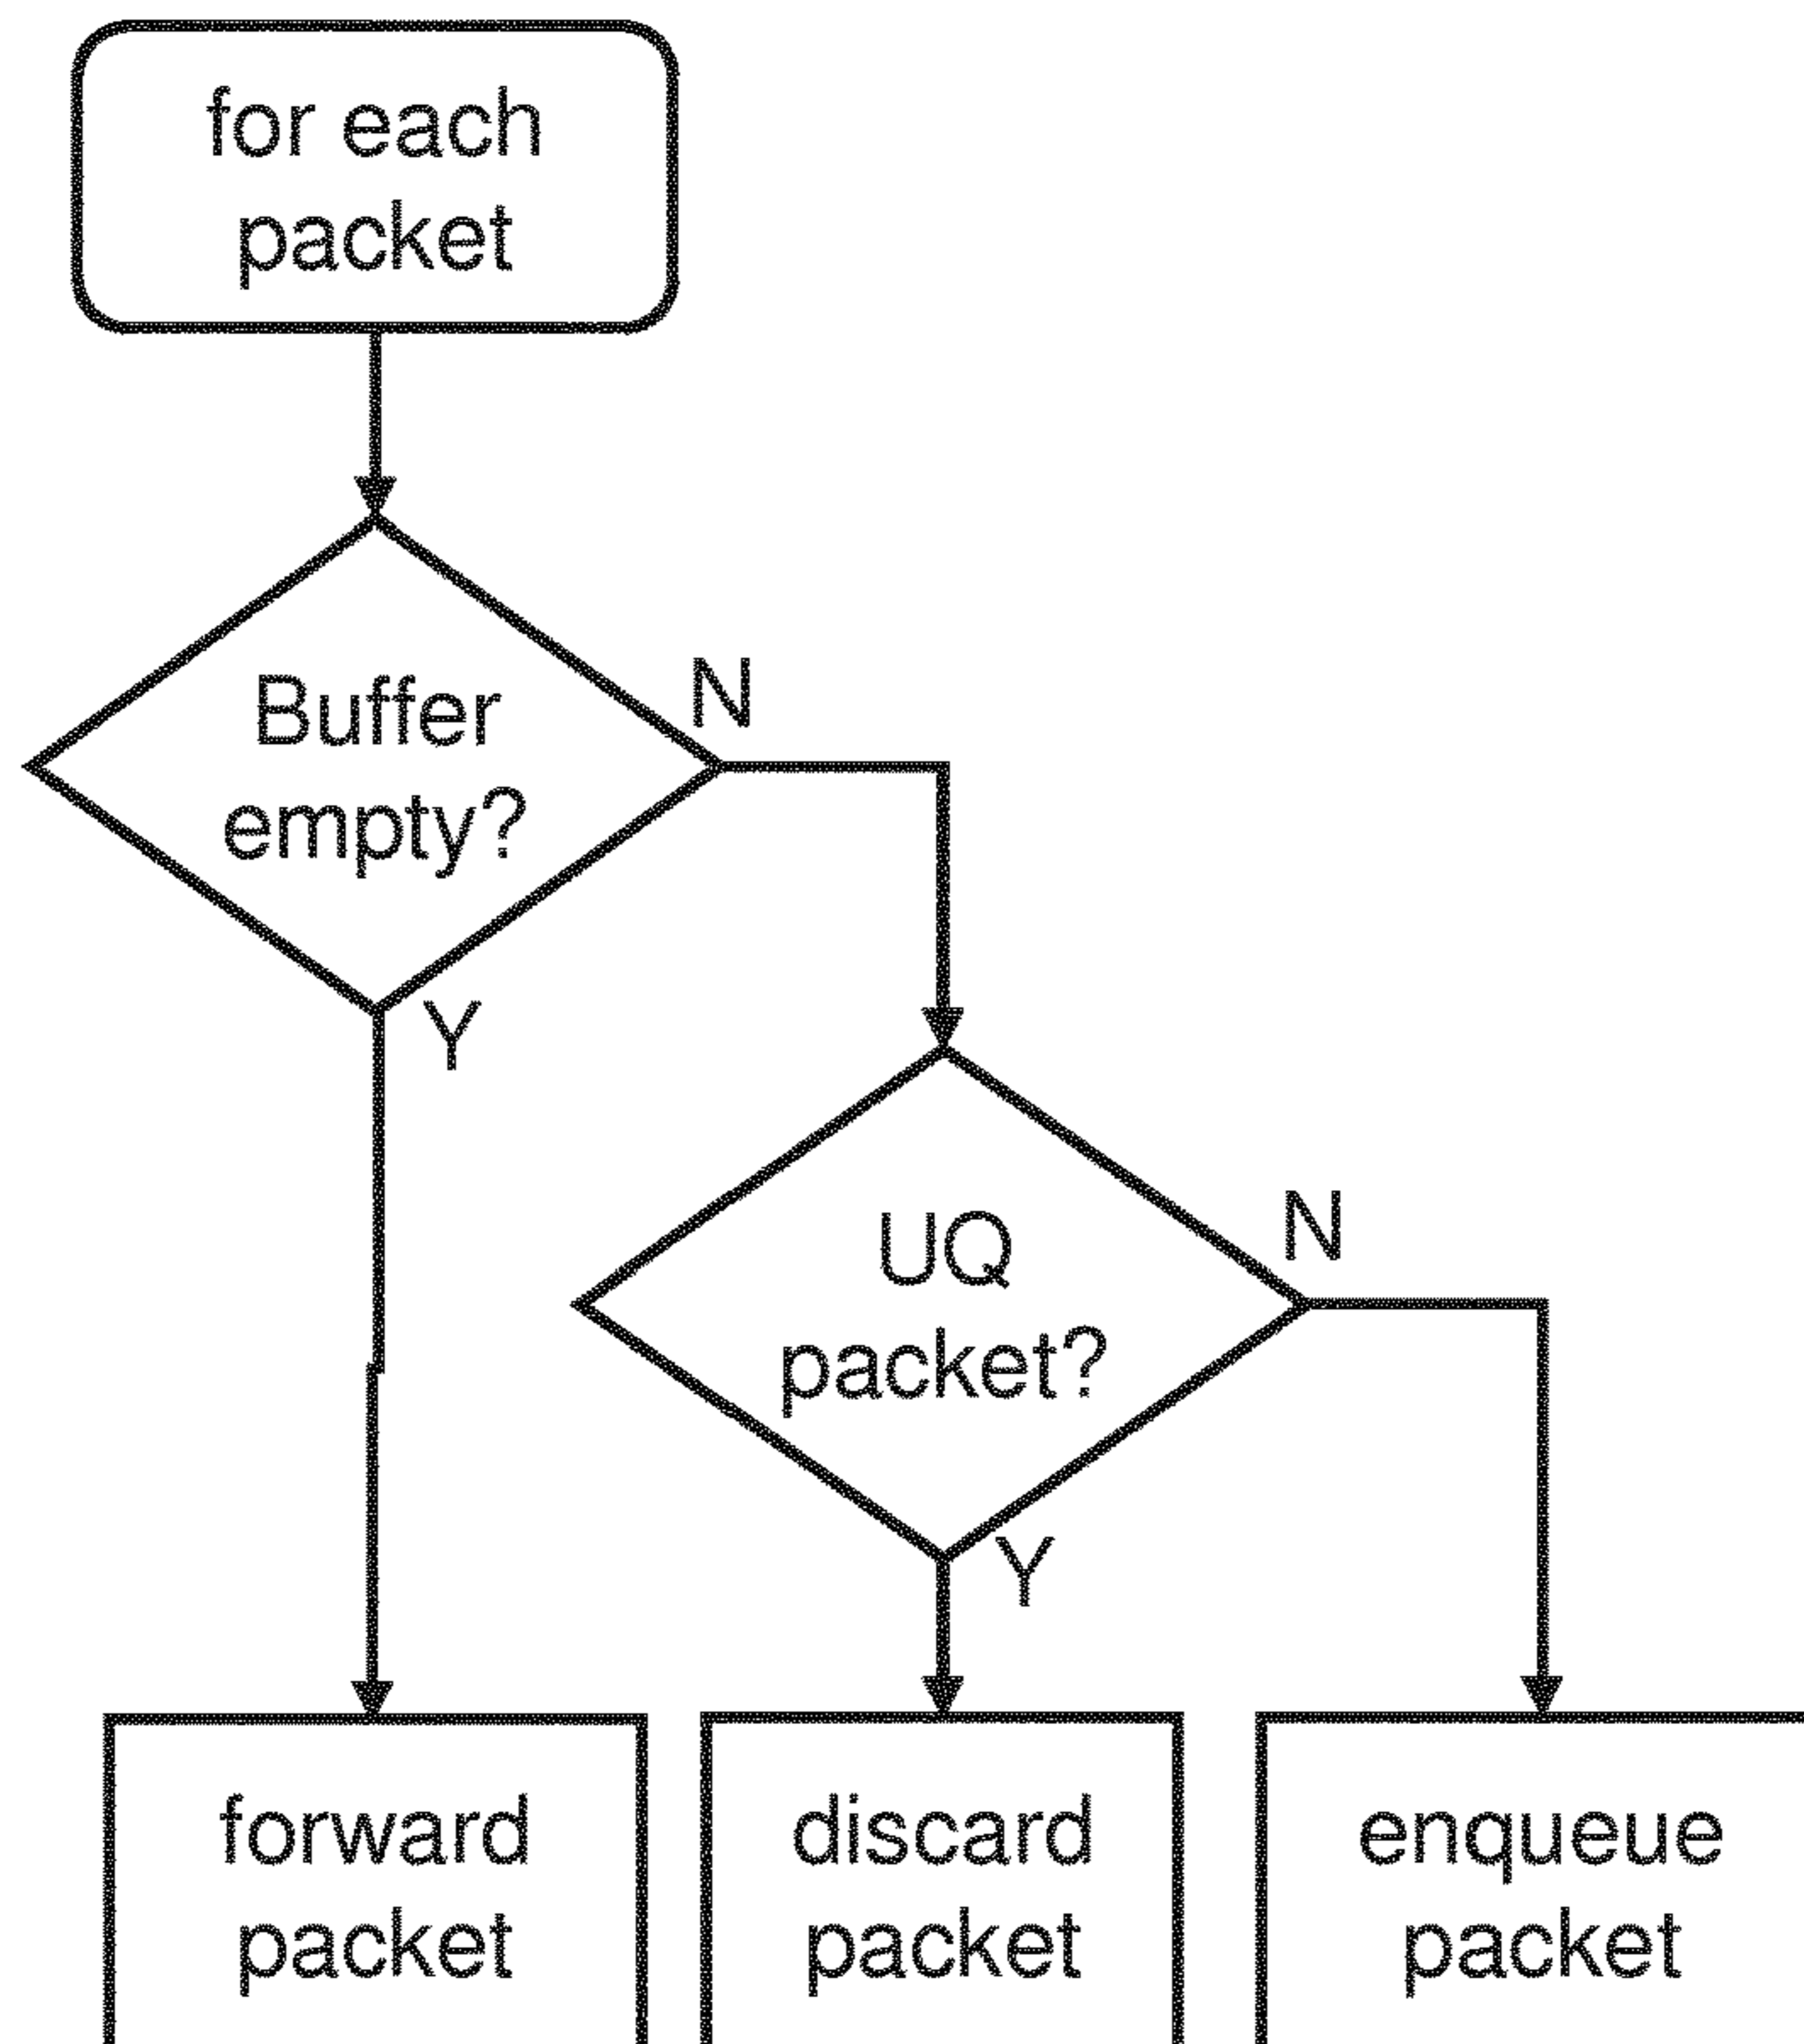 for each
packet
Buffer
empty?
N
Y
UQ
packet?
N
Y
forward
packet
discard
packet
enqueue
packet